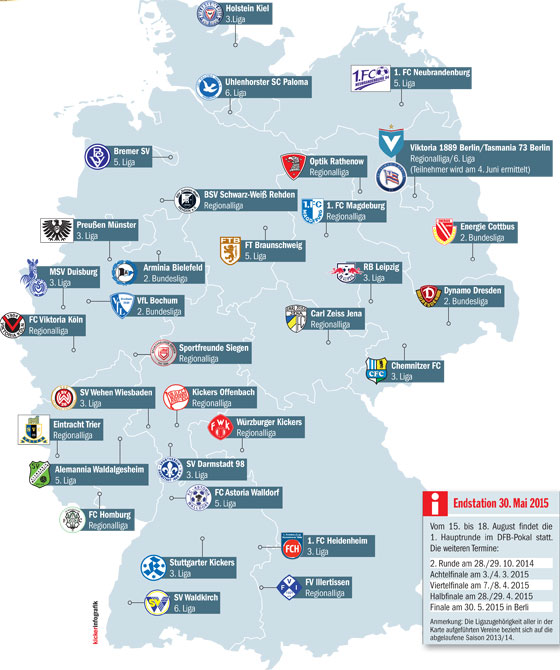 Holstein Kiel
3.Liga
Uhlenhorster SC Paloma
6. Liga
1.FC
NEUBRANDENBURG
1. FC Neubrandenburg
5. Liga
Bremer SV
5. Liga
Optik Rathenow
Regionalliga
Viktoria 1889 Berlin/Tasmania 73 Berlin
Regionalliga/6. Liga
(Teilnehmer wird am 4. Juni ermittelt)
BSV Schwarz-Weiß Rehden
Regionalliga
1. FC Magdeburg
Regionalliga
Preußen Münster
3. Liga
FT Braunschweig
5. Liga
Energie Cottbus
2. Bundesliga
MSV Duisburg
3. Liga
Arminia Bielefeld
2. Bundesliga
RB Leipzig
3. Liga
VfL Bochum
2. Bundesliga
Dynamo Dresden
2. Bundesliga
FC Viktoria Köln
Regionalliga
Carl Zeiss Jena
Regionalliga
Sportfreunde Siegen
Regionalliga
Chemnitzer FC
3. Liga
SV Wehen Wiesbaden
3. Liga
Kickers Offenbach
Regionalliga
Eintracht Trier
Regionalliga
Würzburger Kickers
Regionalliga
Alemannia Waldalgesheim
5. Liga
SV Darmstadt 98
3. Liga
FC Astoria Walldorf
5. Liga
FC Homburg
Regionalliga
1. FC Heidenheim
3. Liga
Stuttgarter Kickers
3. Liga
FV Illertissen
Regionalliga
SV Waldkirch
6. Liga
kickerinfografik
i Endstation 30. Mai 2015
Vom 15. bis 18. August findet die
1. Hauptrunde im DFB-Pokal statt.
Die weiteren Termine:
2. Runde am 28./29. 10. 2014
Achtelfinale am 3./4. 3. 2015
Viertelfinale am 7./8. 4. 2015
Halbfinale am 28./29. 4. 2015
Finale am 30. 5. 2015 in Berli
Anmerkung: Die Ligazugehörigkeit aller in der
Karte aufgeführten Vereine bezieht sich auf die
abgelaufene Saison 2013/14.